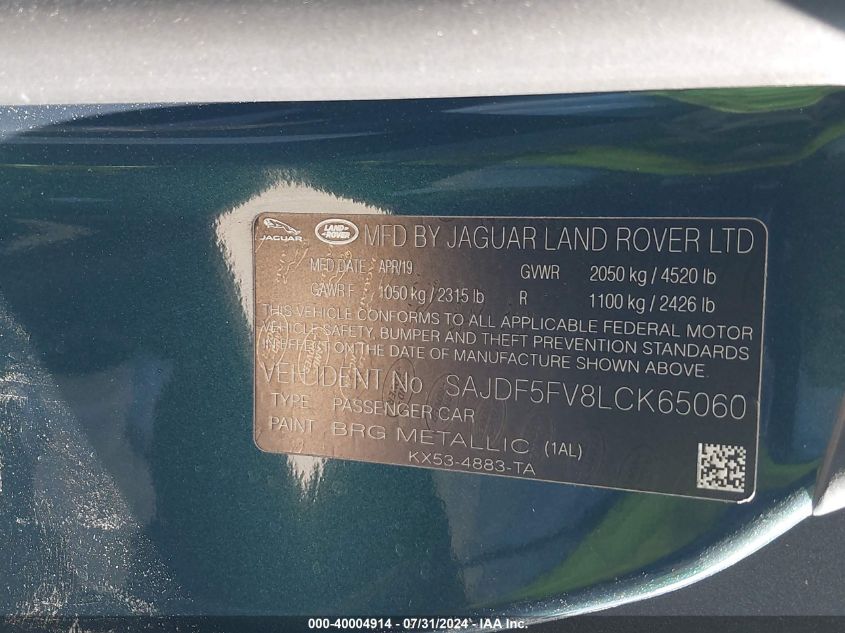 JAGUAR LAND ROVER MFD BY JAGUAR LAND ROVER LTD
MFD DATE APR/19 GVWR 2050 kg / 4520 lb
GAWR F 1050 kg / 2315 lb R 1100 kg / 2426 lb
THIS VEHICLE CONFORMS TO ALL APPLICABLE FEDERAL MOTOR
VEHICLE SAFETY, BUMPER AND THEFT PREVENTION STANDARDS
IN EFFECT ON THE DATE OF MANUFACTURE SHOWN ABOVE.
VEH IDENT No SAJDF5FV8LCK65060
TYPE PASSENGER CAR
PAINT BRG METALLIC (1AL)
KX53-4883-TA
000-40004914 - 07/31/2024 - IAA Inc.